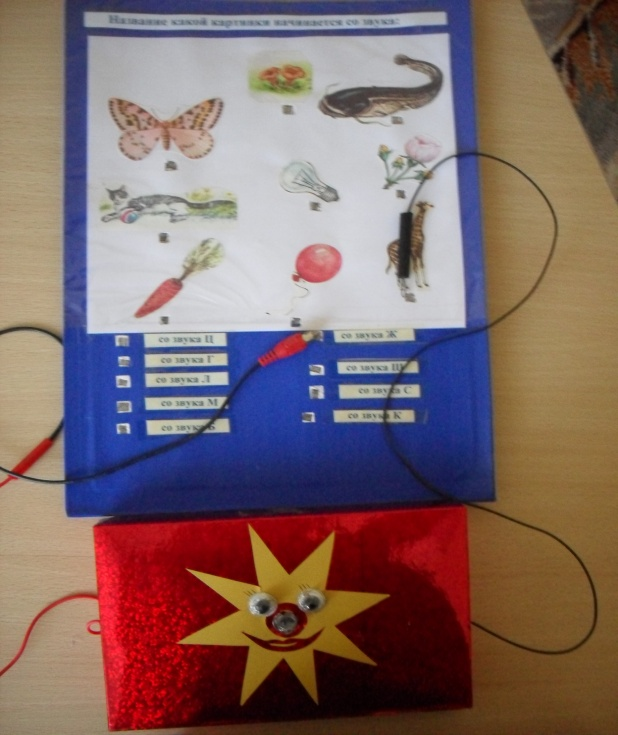 Название какой картинки начинается со звука:
со звука Ц
со звука Г
со звука Л
со звука М
со звука Б
со звука Ж
со звука Ш
со звука С
со звука К